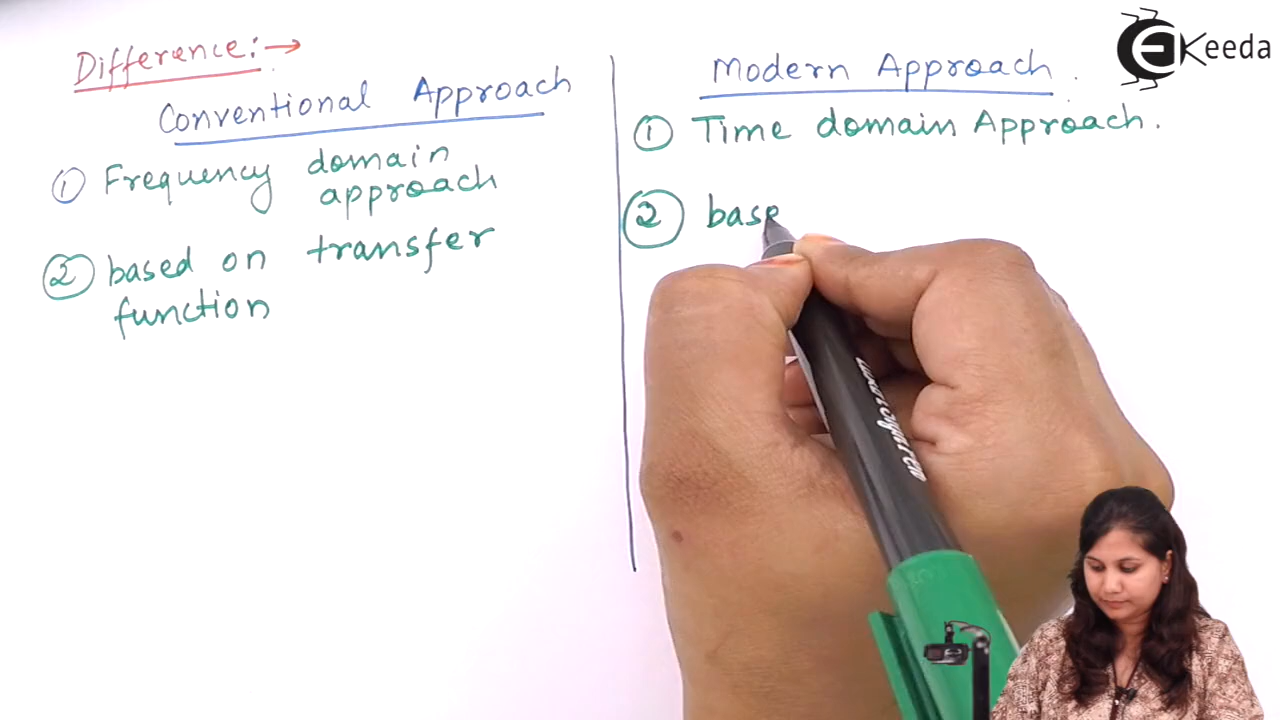 Difference:→
Conventional Approach
① Frequency domain
approach
② based on transfer
function
Modern Approach.
① Time domain Approach.
② base
Keeda